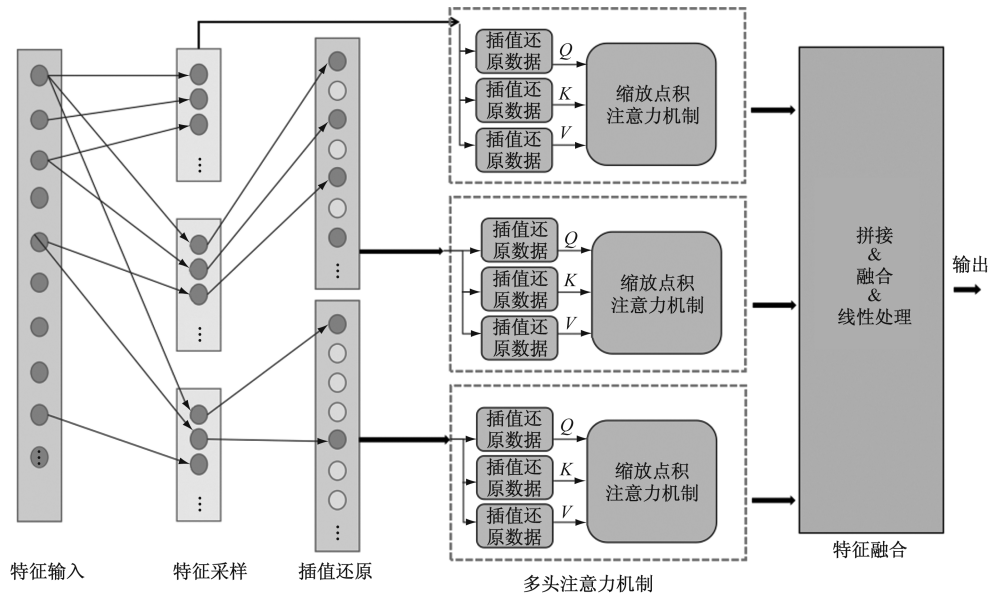 插值还
原数据
Q
插值还
原数据
K
插值还
原数据
V
缩放点积
注意力机制
插值还
原数据
Q
插值还
原数据
K
插值还
原数据
V
缩放点积
注意力机制
插值还
原数据
Q
插值还
原数据
K
插值还
原数据
V
缩放点积
注意力机制
拼接
&
融合
&
线性处理
输出
特征输入
特征采样
插值还原
多头注意力机制
特征融合